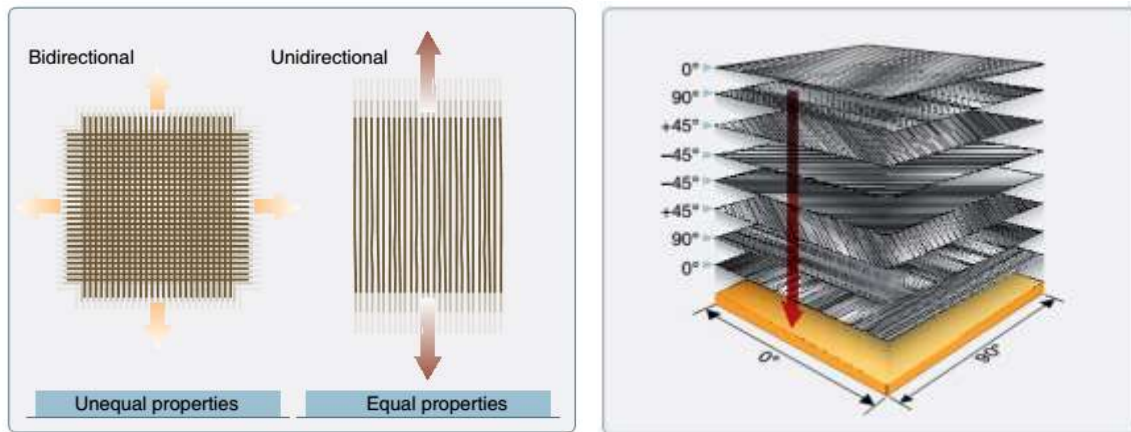 Bidirectional
Unidirectional
Unequal properties
Equal properties
0°
90°
+45°
−45°
−45°
+45°
90°
0°
0°
90°